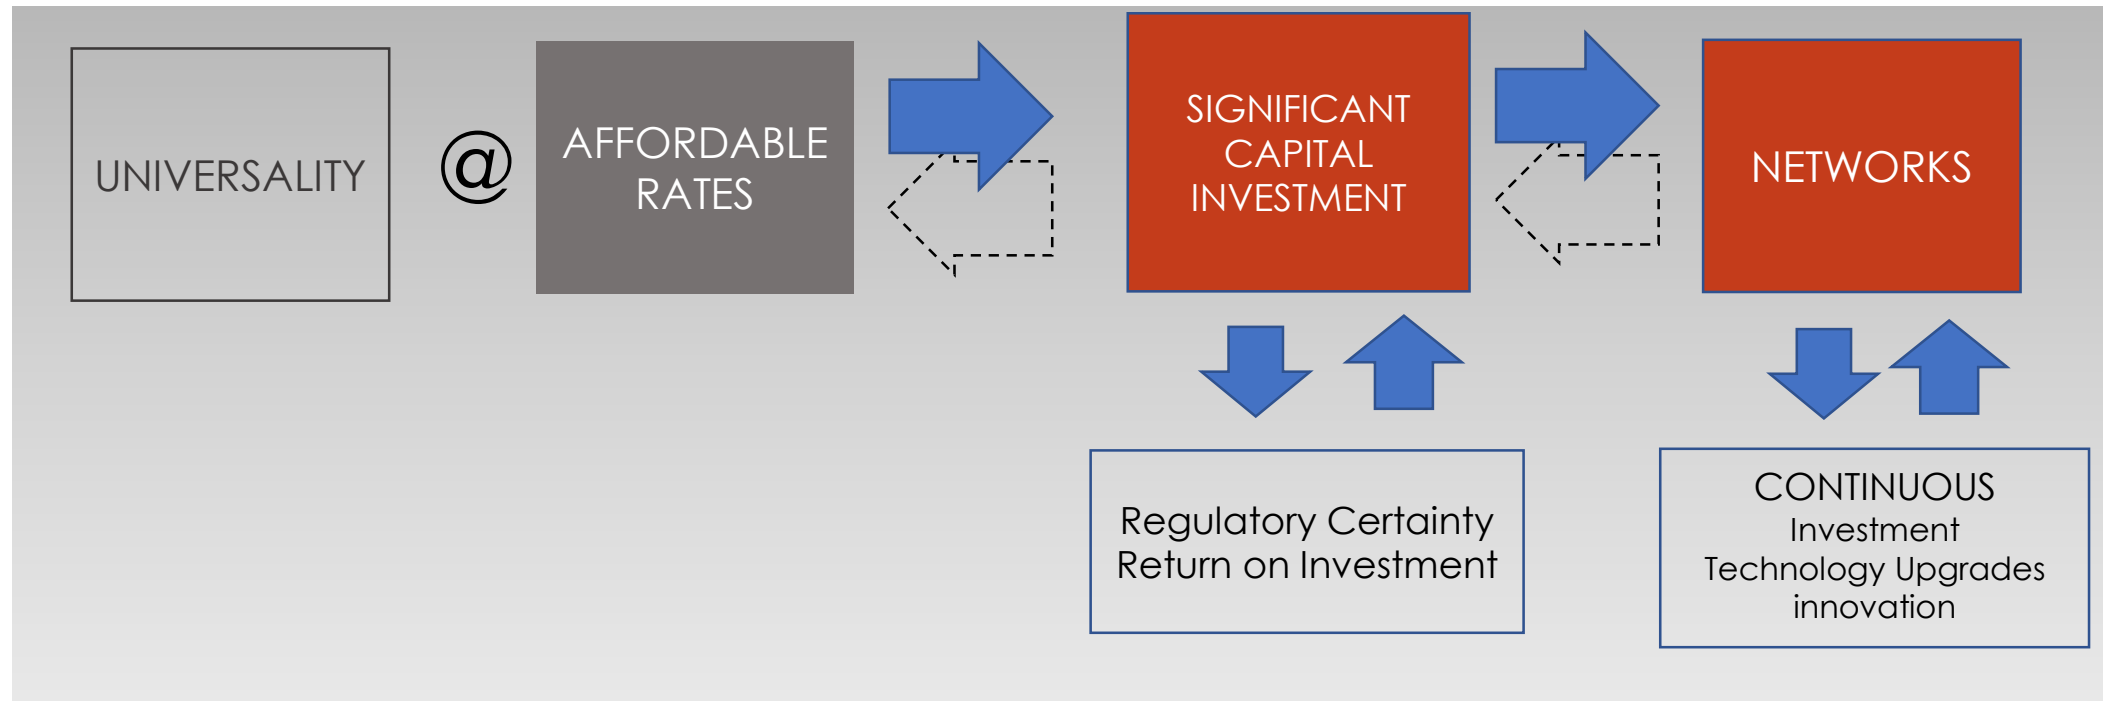 UNIVERSALITY
@
AFFORDABLE
RATES
SIGNIFICANT
CAPITAL
INVESTMENT
NETWORKS
Regulatory Certainty
Return on Investment
CONTINUOUS
Investment
Technology Upgrades
innovation